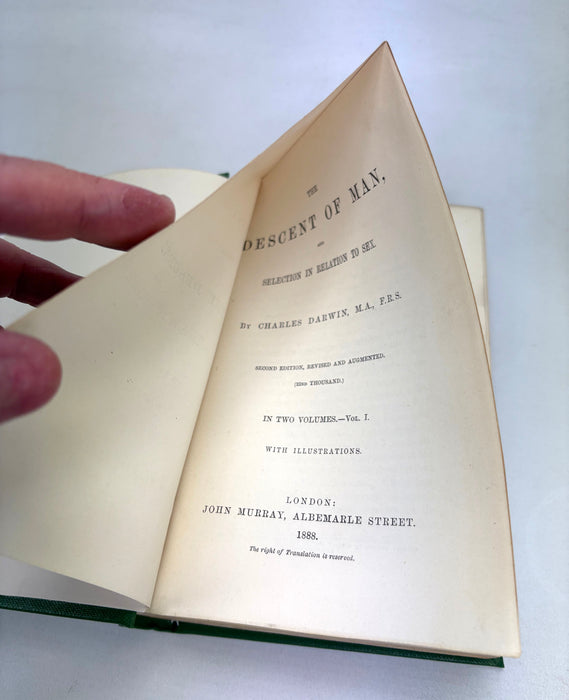 THE
DESCENT OF MAN,
AND
SELECTION IN RELATION TO SEX.
BY CHARLES DARWIN, M.A., F.R.S.
SECOND EDITION, REVISED AND AUGMENTED.
(22ND THOUSAND.)
IN TWO VOLUMES.—VOL. I.
WITH ILLUSTRATIONS.
LONDON:
JOHN MURRAY, ALBEMARLE STREET.
1888.
The right of Translation is reserved.